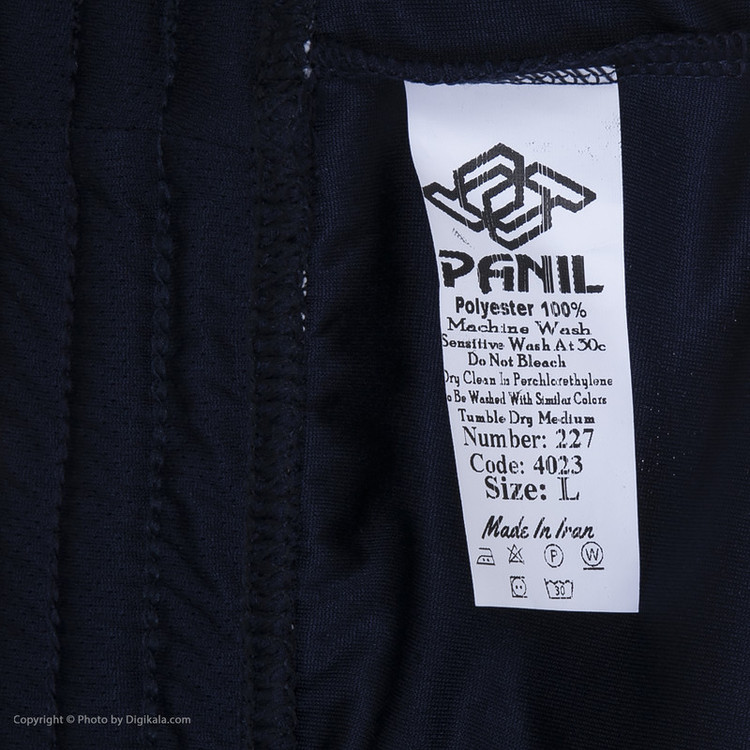 PANIL
Polyester 100%
Machine Wash
Sensitive Wash At 30c
Do Not Bleach
Dry Clean In Perchlorethylene
o Be Washed With Similar Colors
Tumble Dry Medium
Number: 227
Code: 4023
Size: L
Made In Iran
P W
30
Copyright © Photo by Digikala.com